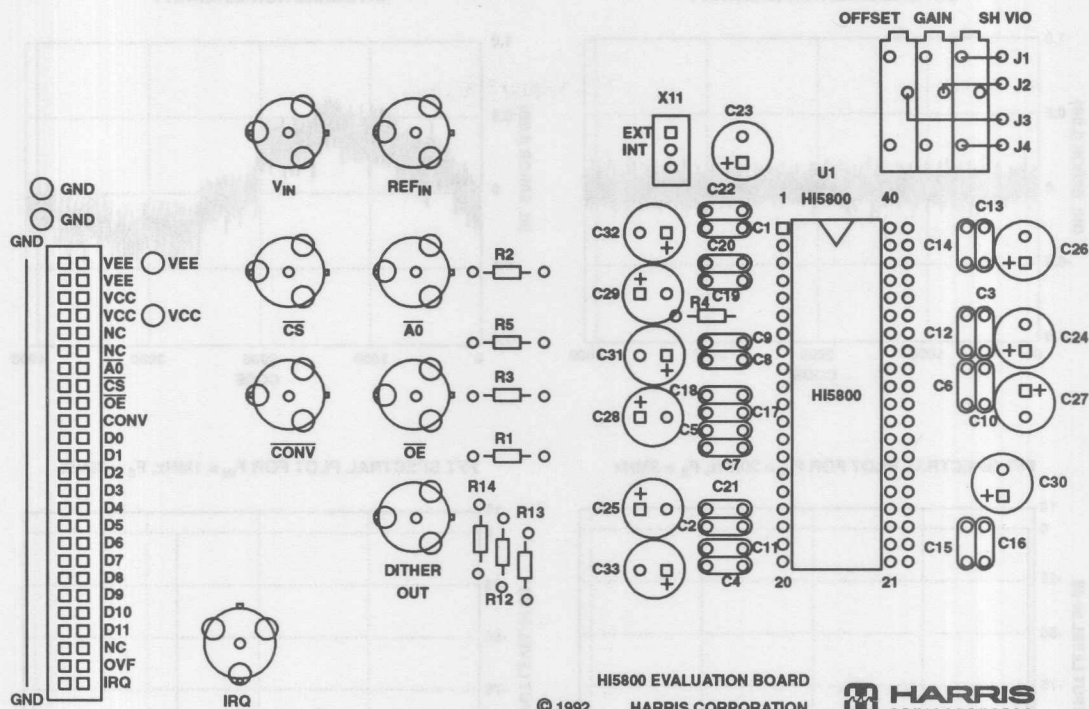 OFFSET GAIN SH VIO
J1
J2
J3
J4
X11
EXT
INT
C23
VIN
REFIN
GND
GND
GND
VEE
VEE
VCC
VCC
NC
NC
A0
CS
OE
CONV
D0
D1
D2
D3
D4
D5
D6
D7
D8
D9
D10
D11
NC
OVF
IRQ
GND
VEE
VCC
CS
A0
CONV
OE
DITHER
OUT
IRQ
R2
R5
R3
R1
R14
R13
R12
C22
C32
C1
C20
C29
C19
R4
C31
C9
C8
C18
C28
C17
C5
C7
C21
C25
C2
C11
C33
C4
U1
1 HI5800 40
HI5800
20 21
C13
C14
C26
C3
C12
C24
C6
C27
C10
C30
C15
C16
HI5800 EVALUATION BOARD
© 1992 HARRIS CORPORATION
HARRIS